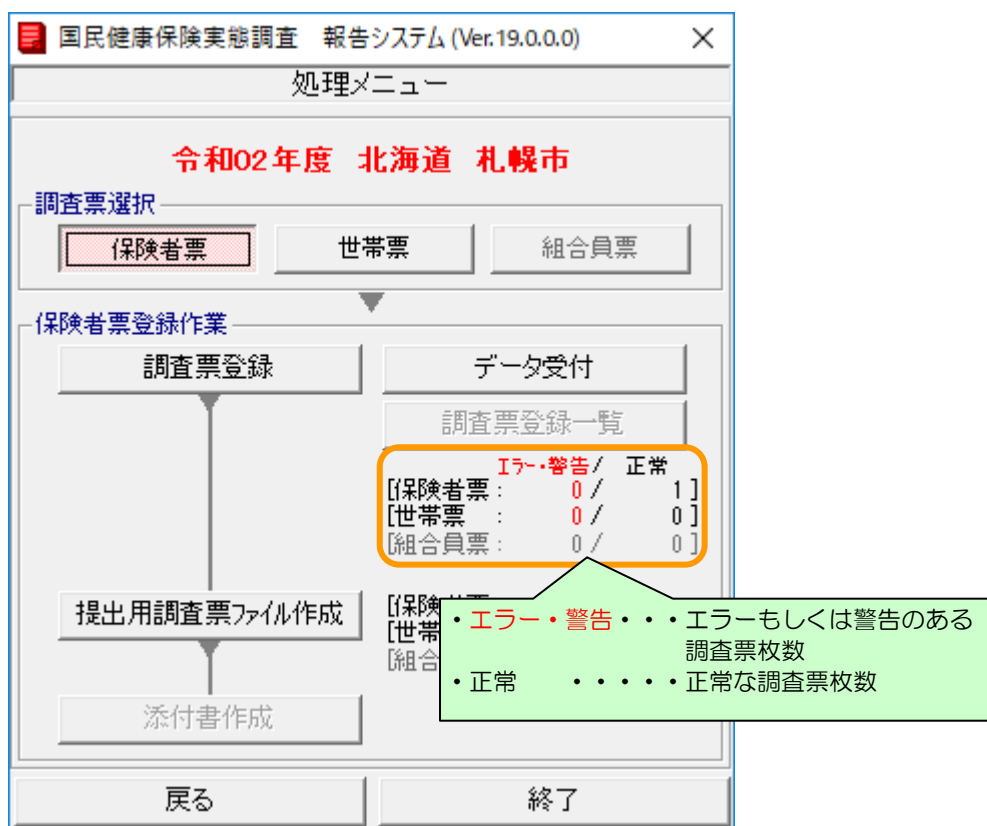 国民健康保険実態調査　報告システム (Ver.19.0.0.0)
処理メニュー
令和02年度　北海道　札幌市
調査票選択
保険者票 世帯票 組合員票
保険者票登録作業
調査票登録 データ受付
調査票登録一覧
エラー・警告/ 正常
[保険者票： 0/ 1]
[世帯票　： 0/ 0]
[組合員票： 0/ 0]
提出用調査票ファイル作成
[保険
[世帯
[組合
・エラー・警告・・・エラーもしくは警告のある
調査票枚数
・正常　　・・・・・正常な調査票枚数
添付書作成
戻る 終了